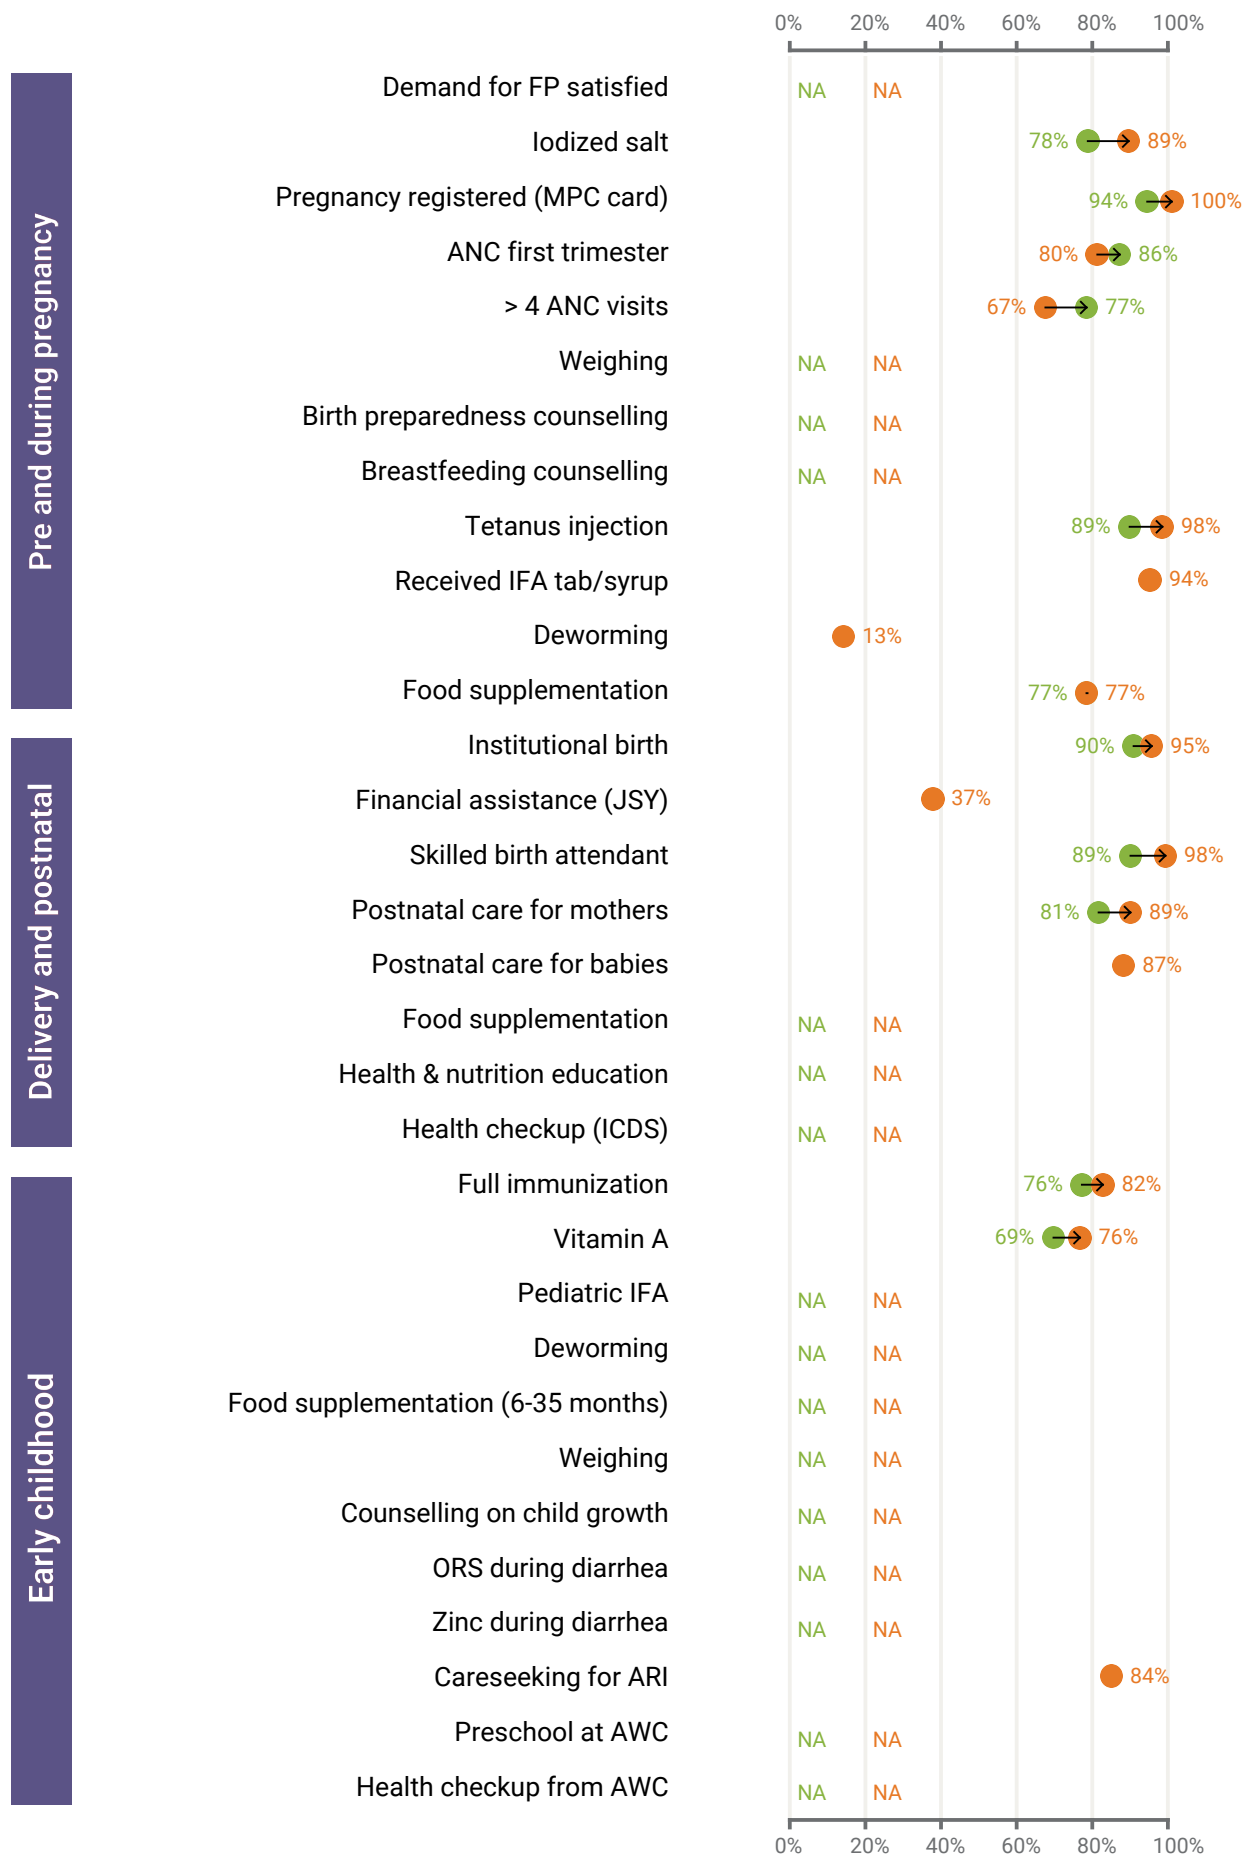 0% 20% 40% 60% 80% 100%
Pre and during pregnancy
Demand for FP satisfied NA NA
Iodized salt 78% 89%
Pregnancy registered (MPC card) 94% 100%
ANC first trimester 80% 86%
> 4 ANC visits 67% 77%
Weighing NA NA
Birth preparedness counselling NA NA
Breastfeeding counselling NA NA
Tetanus injection 89% 98%
Received IFA tab/syrup 94%
Deworming 13%
Food supplementation 77% 77%
Delivery and postnatal
Institutional birth 90% 95%
Financial assistance (JSY) 37%
Skilled birth attendant 89% 98%
Postnatal care for mothers 81% 89%
Postnatal care for babies 87%
Food supplementation NA NA
Health & nutrition education NA NA
Health checkup (ICDS) NA NA
Early childhood
Full immunization 76% 82%
Vitamin A 69% 76%
Pediatric IFA NA NA
Deworming NA NA
Food supplementation (6-35 months) NA NA
Weighing NA NA
Counselling on child growth NA NA
ORS during diarrhea NA NA
Zinc during diarrhea NA NA
Careseeking for ARI 84%
Preschool at AWC NA NA
Health checkup from AWC NA NA
0% 20% 40% 60% 80% 100%